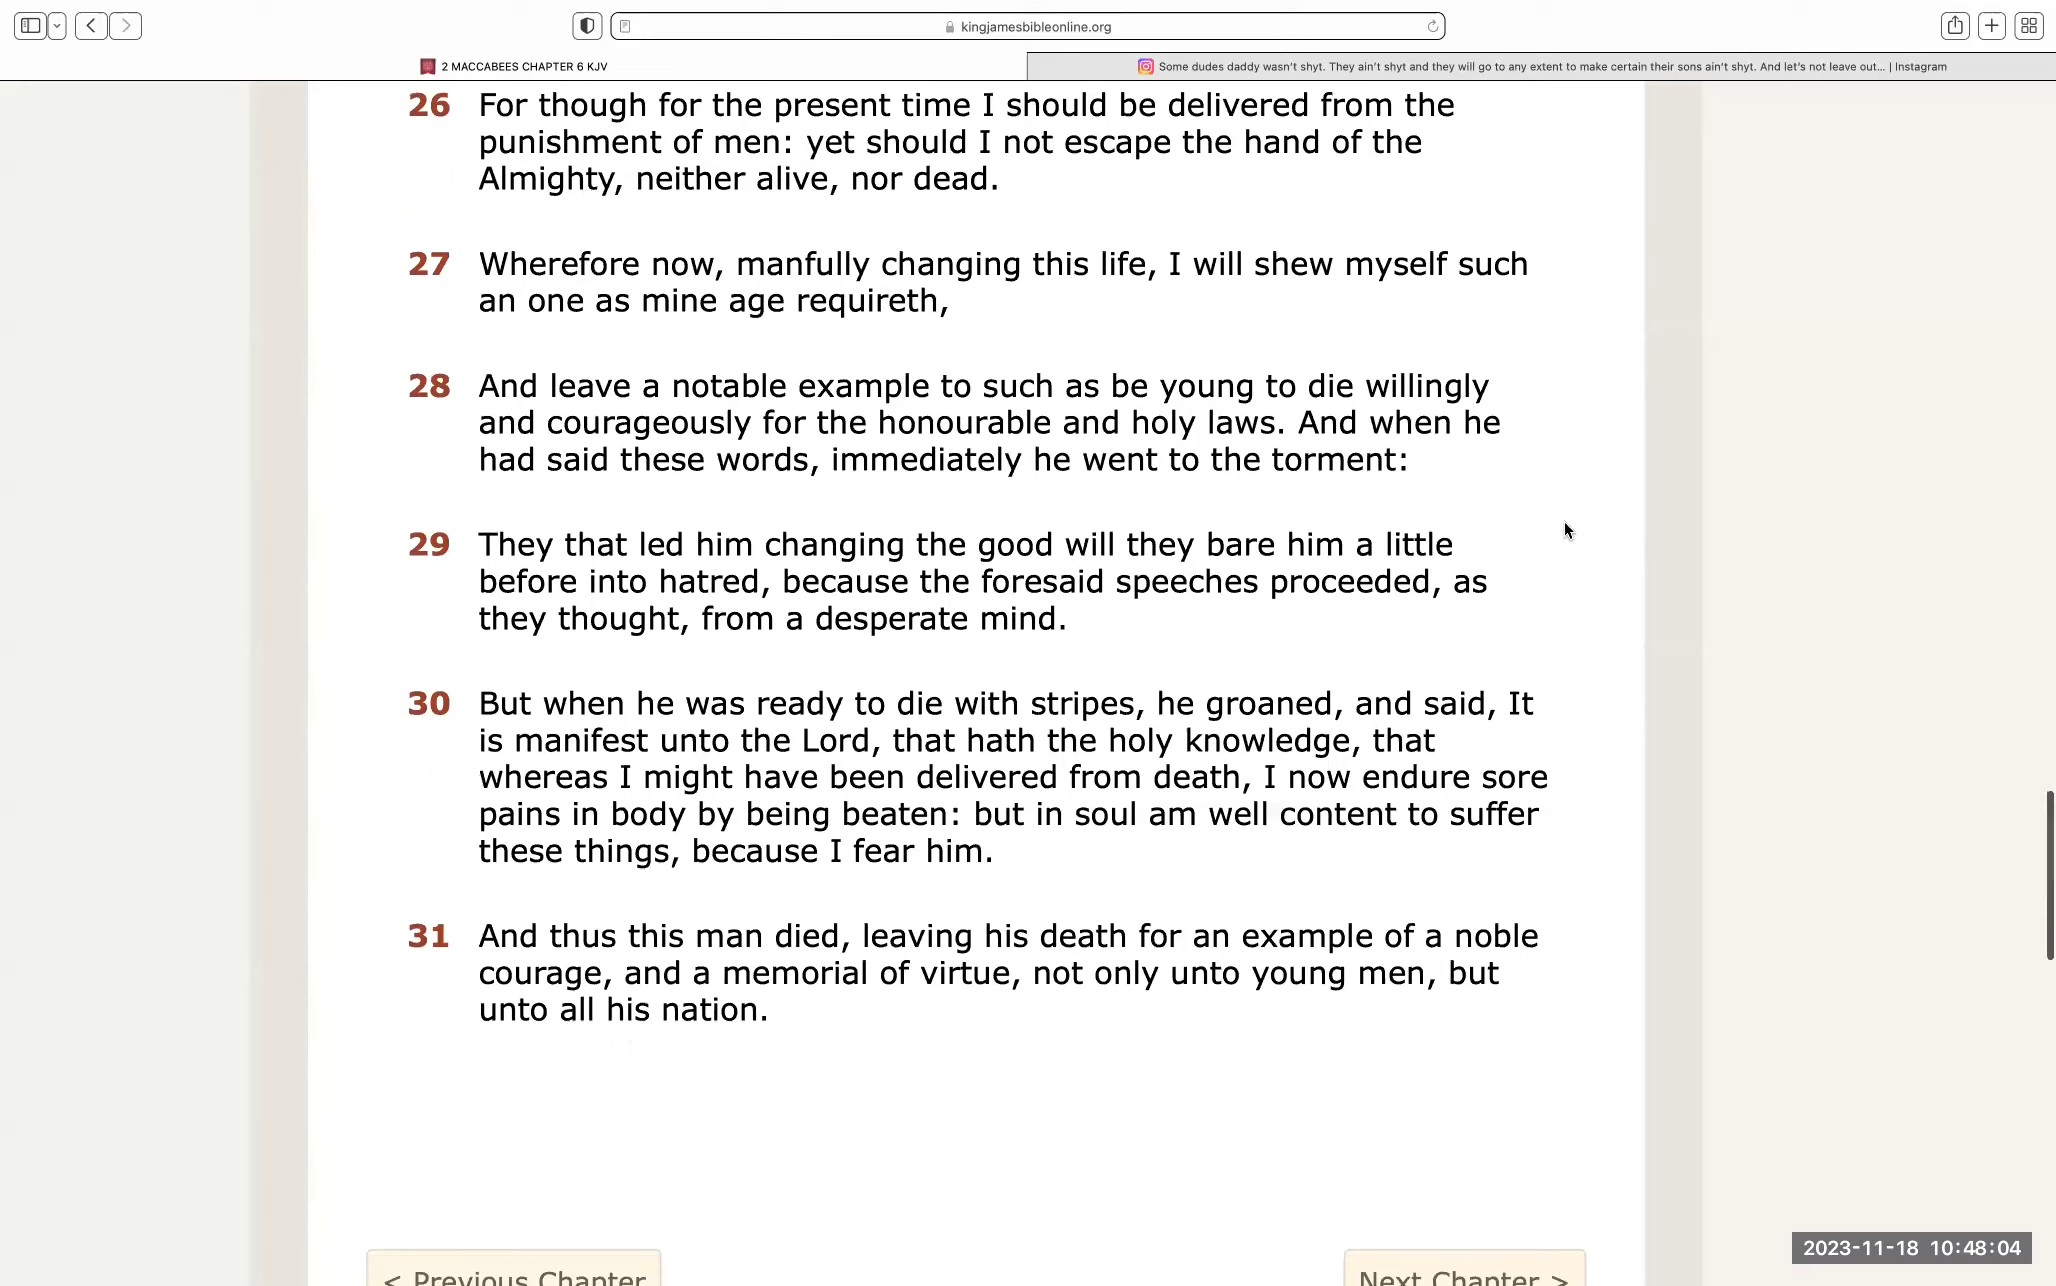 kingjamesbibleonline.org
2 MACCABEES CHAPTER 6 KJV
Some dudes daddy wasn't shyt. They ain't shyt and they will go to any extent to make certain their sons ain't shyt. And let's not leave out... | Instagram
26 For though for the present time I should be delivered from the
punishment of men: yet should I not escape the hand of the
Almighty, neither alive, nor dead.
27 Wherefore now, manfully changing this life, I will shew myself such
an one as mine age requireth,
28 And leave a notable example to such as be young to die willingly
and courageously for the honourable and holy laws. And when he
had said these words, immediately he went to the torment:
29 They that led him changing the good will they bare him a little
before into hatred, because the foresaid speeches proceeded, as
they thought, from a desperate mind.
30 But when he was ready to die with stripes, he groaned, and said, It
is manifest unto the Lord, that hath the holy knowledge, that
whereas I might have been delivered from death, I now endure sore
pains in body by being beaten: but in soul am well content to suffer
these things, because I fear him.
31 And thus this man died, leaving his death for an example of a noble
courage, and a memorial of virtue, not only unto young men, but
unto all his nation.
< Previous Chapter
Next Chapter >
2023-11-18 10:48:04